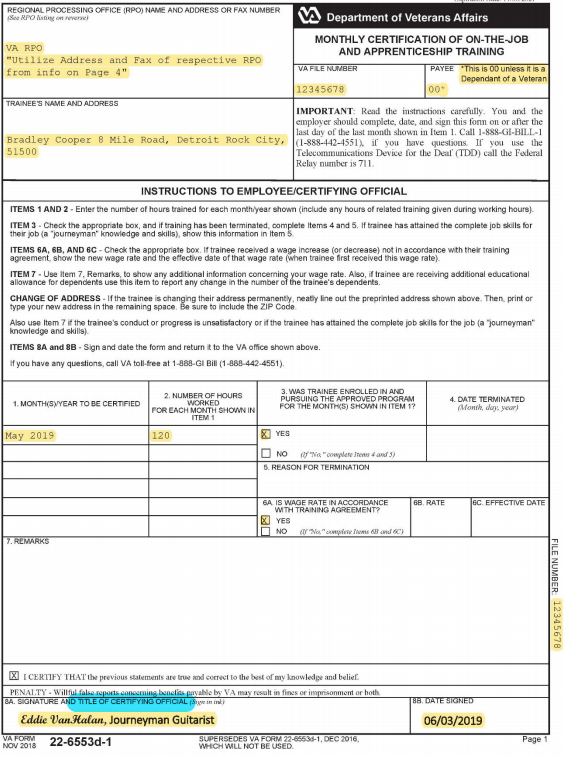 REGIONAL PROCESSING OFFICE (RPO) NAME AND ADDRESS OR FAX NUMBER
(See RPO listing on reverse)
VA RPO
"Utilize Address and Fax of respective RPO
from info on Page 4"
Department of Veterans Affairs
MONTHLY CERTIFICATION OF ON-THE-JOB
AND APPRENTICESHIP TRAINING
VA FILE NUMBER
12345678
PAYEE
*This is 00 unless it is a
Dependant of a Veteran
00*
TRAINEE'S NAME AND ADDRESS
Bradley Cooper 8 Mile Road, Detroit Rock City,
51500
IMPORTANT: Read the instructions carefully. You and the
employer should complete, date, and sign this form on or after the
last day of the last month shown in Item 1. Call 1-888-GI-BILL-1
(1-888-442-4551), if you have questions. If you use the
Telecommunications Device for the Deaf (TDD) call the Federal
Relay number is 711.
INSTRUCTIONS TO EMPLOYEE/CERTIFYING OFFICIAL
ITEMS 1 AND 2 - Enter the number of hours trained for each month/year shown (include any hours of related training given during working hours).
ITEM 3 - Check the appropriate box, and if training has been terminated, complete Items 4 and 5. If trainee has attained the complete job skills for
their job (a "journeyman" knowledge and skills), show this information in Item 5.
ITEMS 6A, 6B, AND 6C - Check the appropriate box. If trainee received a wage increase (or decrease) not in accordance with their training
agreement, show the new wage rate and the effective date of that wage rate (when trainee first received this wage rate).
ITEM 7 - Use Item 7, Remarks, to show any additional information concerning your wage rate. Also, if trainee are receiving additional educational
allowance for dependents use this item to report any change in the number of the trainee's dependents.
CHANGE OF ADDRESS - If the trainee is changing their address permanently, neatly line out the preprinted address shown above. Then, print or
type your new address in the remaining space. Be sure to include the ZIP Code.
Also use Item 7 if the trainee's conduct or progress is unsatisfactory or if the trainee has attained the complete job skills for the job (a "journeyman"
knowledge and skills).
ITEMS 8A and 8B - Sign and date the form and return it to the VA office shown above.
If you have any questions, call VA toll-free at 1-888-GI Bill (1-888-442-4551).
1. MONTH(S)/YEAR TO BE CERTIFIED
2. NUMBER OF HOURS
WORKED
FOR EACH MONTH SHOWN IN
ITEM 1
3. WAS TRAINEE ENROLLED IN AND
PURSUING THE APPROVED PROGRAM
FOR THE MONTH(S) SHOWN IN ITEM 1?
4. DATE TERMINATED
(Month, day, year)
May 2019
120
X YES
NO (If "No," complete Items 4 and 5)
5. REASON FOR TERMINATION
6A. IS WAGE RATE IN ACCORDANCE
WITH TRAINING AGREEMENT?
X YES
NO (If "No," complete Items 6B and 6C)
6B. RATE
6C. EFFECTIVE DATE
7. REMARKS
FILE NUMBER: 12345678
X I CERTIFY THAT the previous statements are true and correct to the best of my knowledge and belief.
PENALTY - Willful false reports concerning benefits payable by VA may result in fines or imprisonment or both.
8A. SIGNATURE AND TITLE OF CERTIFYING OFFICIAL (Sign in ink)
Eddie VanHalan, Journeyman Guitarist
8B. DATE SIGNED
06/03/2019
VA FORM
NOV 2018
22-6553d-1
SUPERSEDES VA FORM 22-6553d-1, DEC 2016,
WHICH WILL NOT BE USED.
Page 1